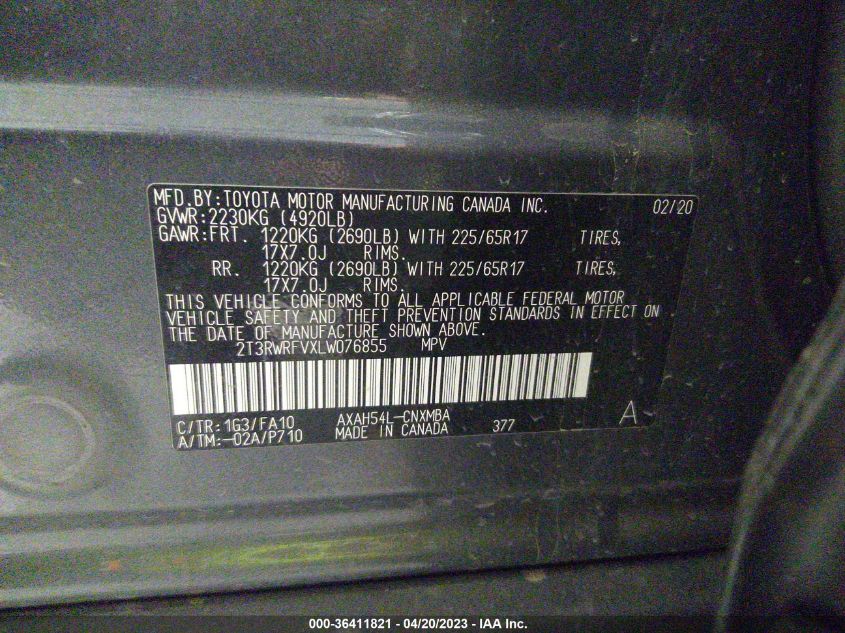 MFD.BY:TOYOTA MOTOR MANUFACTURING CANADA INC. 02/20
GVWR:2230KG (4920LB)
GAWR:FRT. 1220KG (2690LB) WITH 225/65R17 TIRES,
17X7.0J RIMS.
RR. 1220KG (2690LB) WITH 225/65R17 TIRES,
17X7.0J RIMS.
THIS VEHICLE CONFORMS TO ALL APPLICABLE FEDERAL MOTOR
VEHICLE SAFETY AND THEFT PREVENTION STANDARDS IN EFFECT ON
THE DATE OF MANUFACTURE SHOWN ABOVE.
2T3RWRFVXLW076855 MPV
C/TR:1G3/FA10 AXAH54L-CNXMBA A
A/TM:-02A/P710 MADE IN CANADA 377
000-36411821 - 04/20/2023 - IAA Inc.